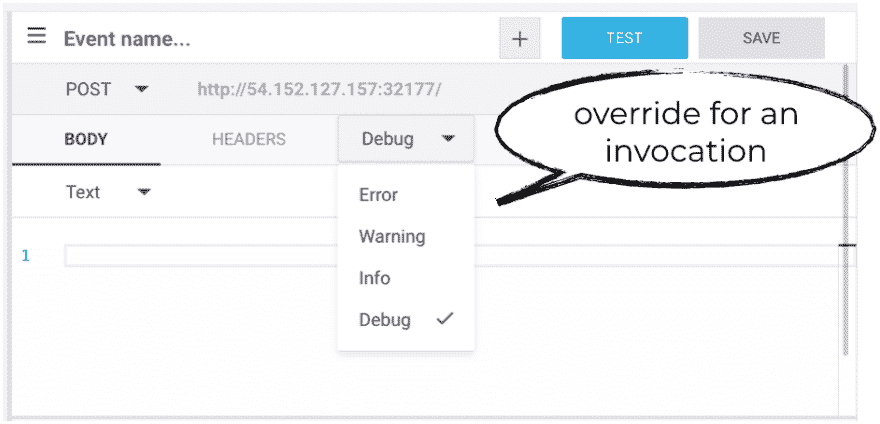 Event name...
+
TEST
SAVE
POST
http://54.152.127.157:32177/
BODY
HEADERS
Debug
override for an
invocation
Text
Error
Warning
Info
Debug
1